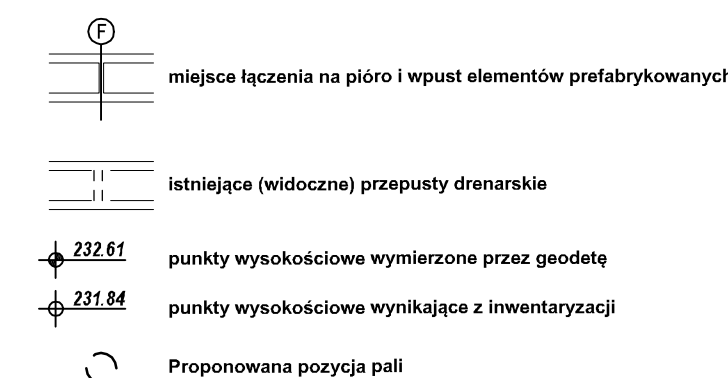 F
miejsce łączenia na pióro i wpust elementów prefabrykowanych
istniejące (widoczne) przepusty drenarskie
232.61 punkty wysokościowe wymierzone przez geodetę
231.84 punkty wysokościowe wynikające z inwentaryzacji
Proponowana pozycja pali